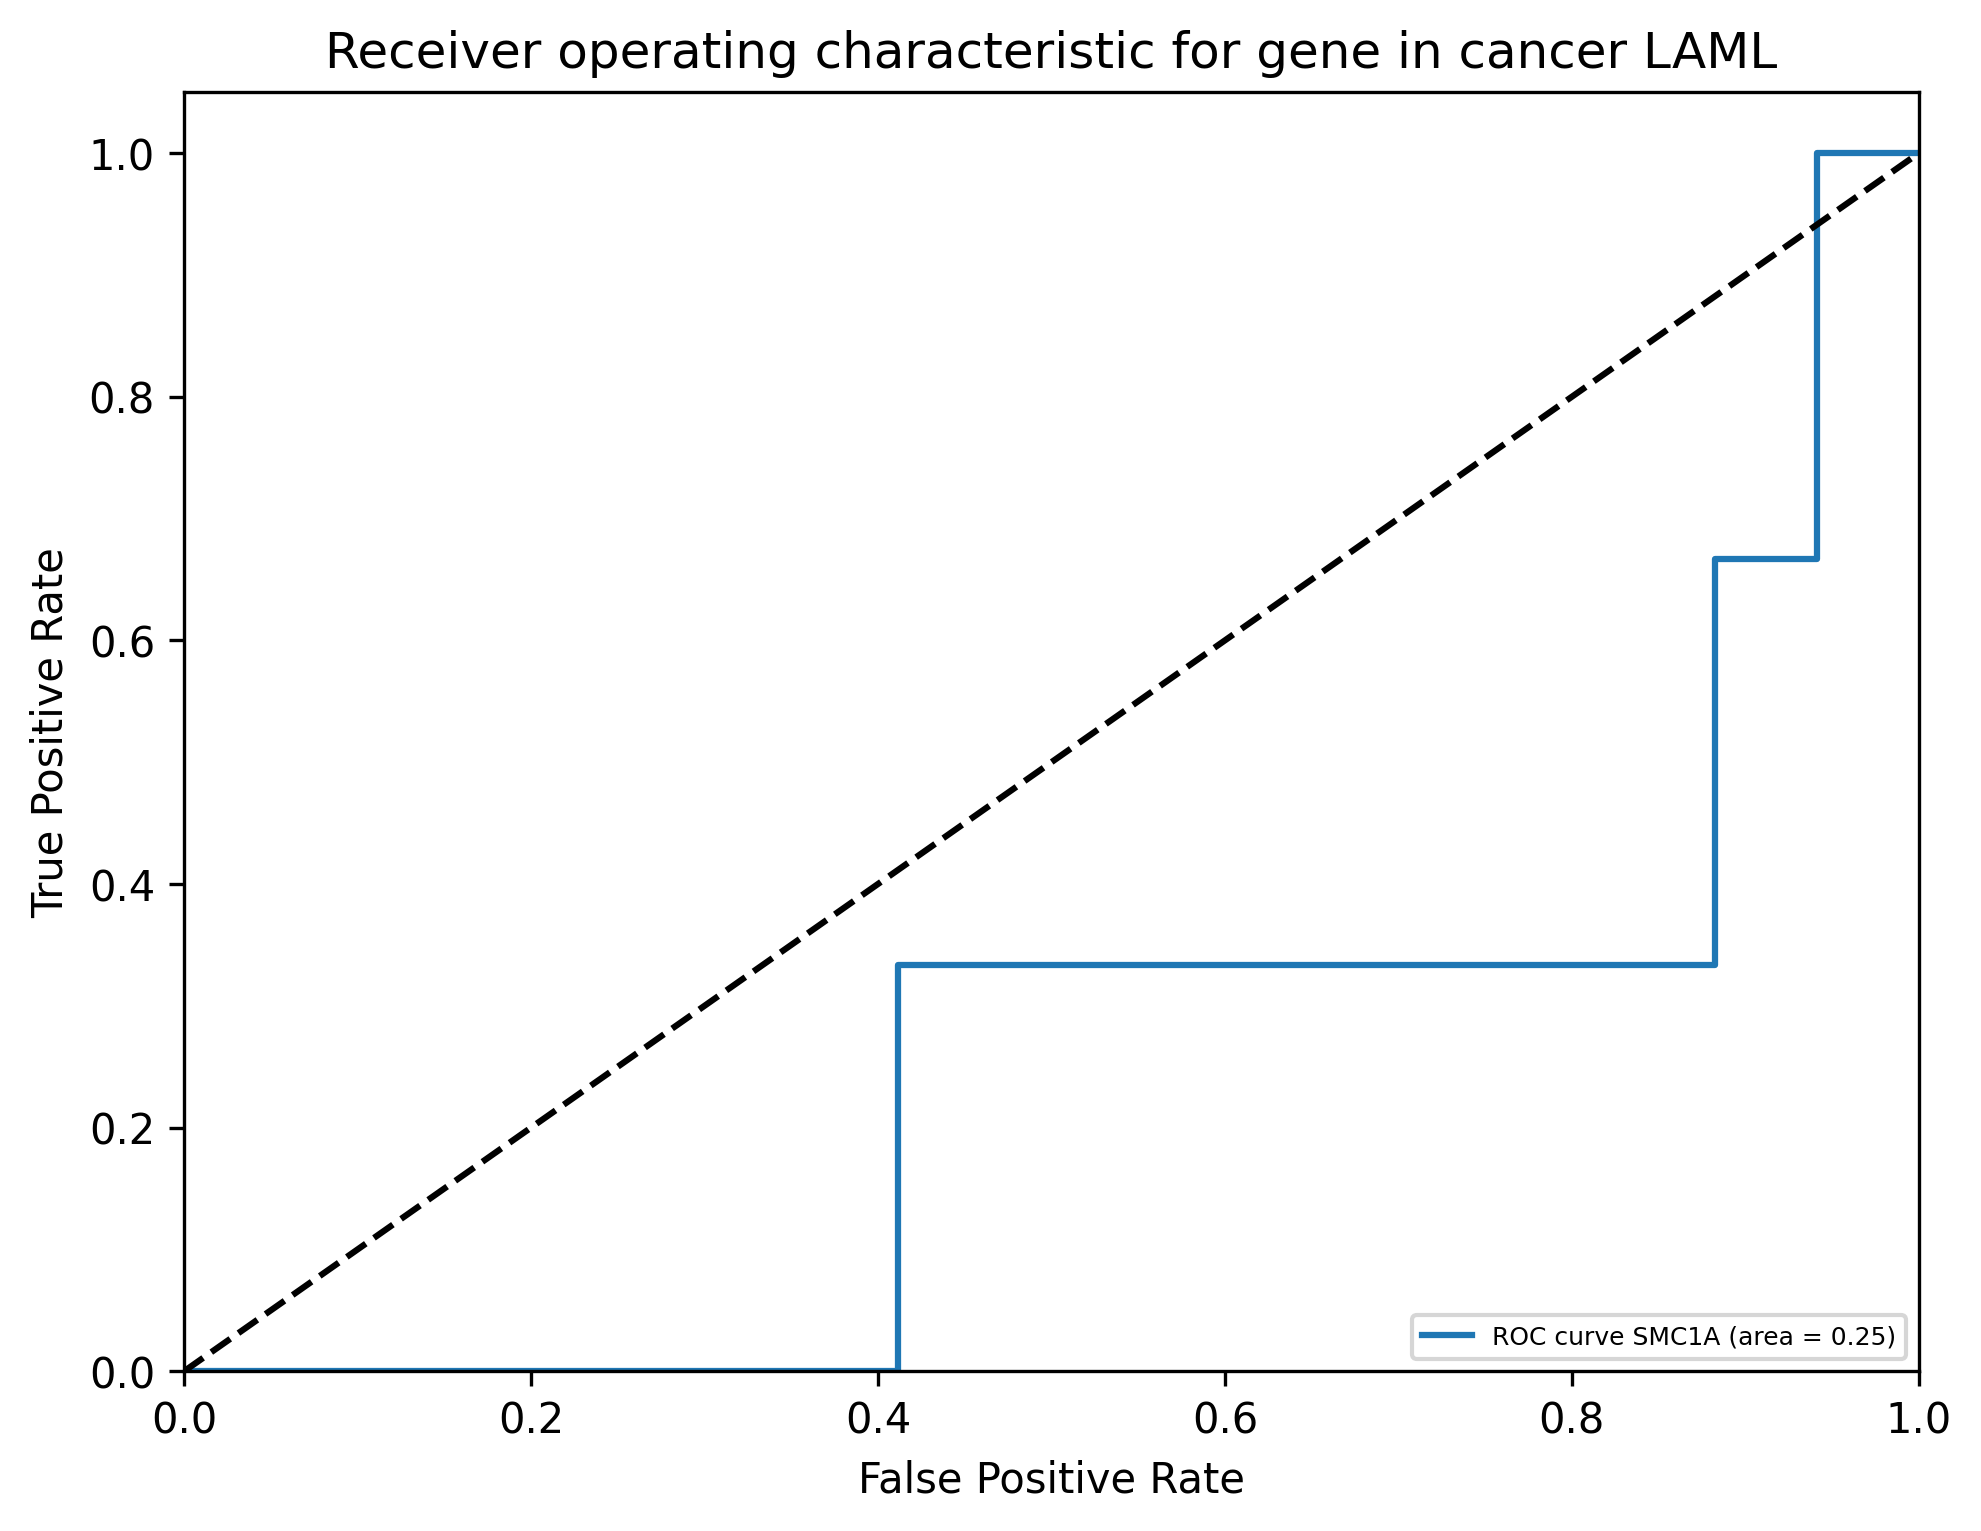 Receiver operating characteristic for gene in cancer LAML
True Positive Rate
1.0
0.8
0.6
0.4
0.2
0.0
0.0 0.2 0.4 0.6 0.8 1.0
False Positive Rate
ROC curve SMC1A (area = 0.25)